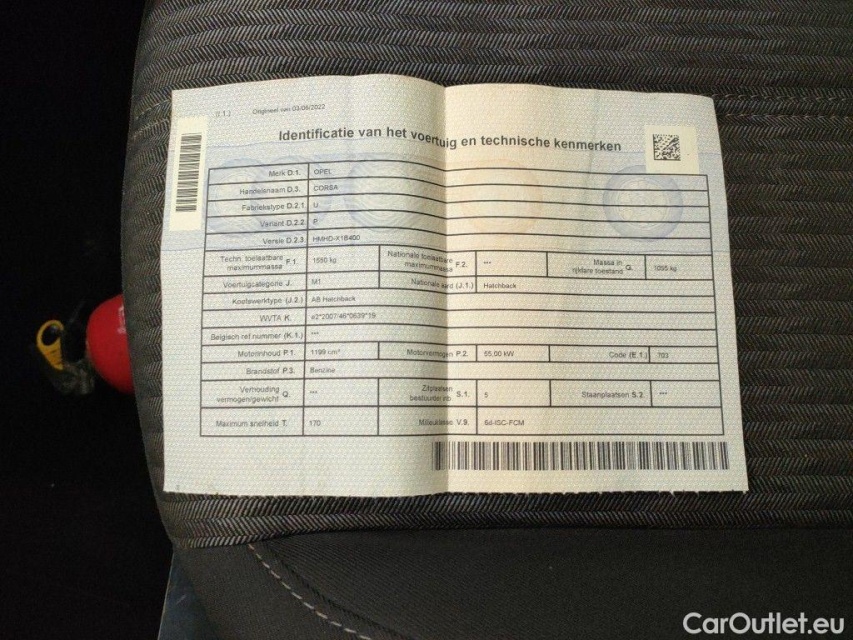 (I.1.) Origineel van 03/06/2022
Identificatie van het voertuig en technische kenmerken
Merk D.1. OPEL
Handelsnaam D.3. CORSA
Fabriekstype D.2.1. U
Variant D.2.2. P
Versie D.2.3. HMHD-X1B400
Techn. toelaatbare maximummassa F.1. 1550 kg Nationale toelaatbare maximummassa F.2. --- Massa in rijklare toestand G. 1095 kg
Voertuigcategorie J. M1 Nationale aard (J.1.) Hatchback
Koetswerktype (J.2.) AB Hatchback
WVTA K. e2*2007/46*0639*19
Belgisch ref nummer (K.1.) ---
Motorinhoud P.1. 1199 cm³ Motorvermogen P.2. 55,00 kW Code (E.1.) 703
Brandstof P.3. Benzine
Verhouding vermogen/gewicht Q. --- Zitplaatsen bestuurder inb. S.1. 5 Staanplaatsen S.2. ---
Maximum snelheid T. 170 Milieuklasse V.9. 6d-ISC-FCM
CarOutlet.eu